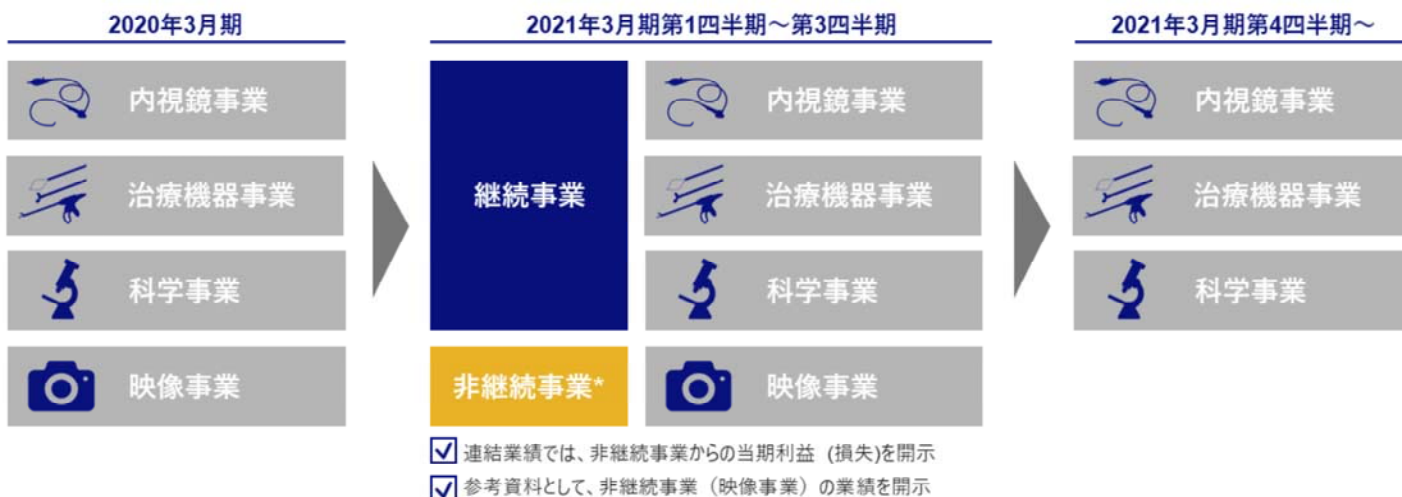 2020年3月期
内視鏡事業
治療機器事業
科学事業
映像事業
2021年3月期第1四半期～第3四半期
継続事業
内視鏡事業
治療機器事業
科学事業
非継続事業*
映像事業
連結業績では、非継続事業からの当期利益 (損失)を開示
参考資料として、非継続事業（映像事業）の業績を開示
2021年3月期第4四半期～
内視鏡事業
治療機器事業
科学事業